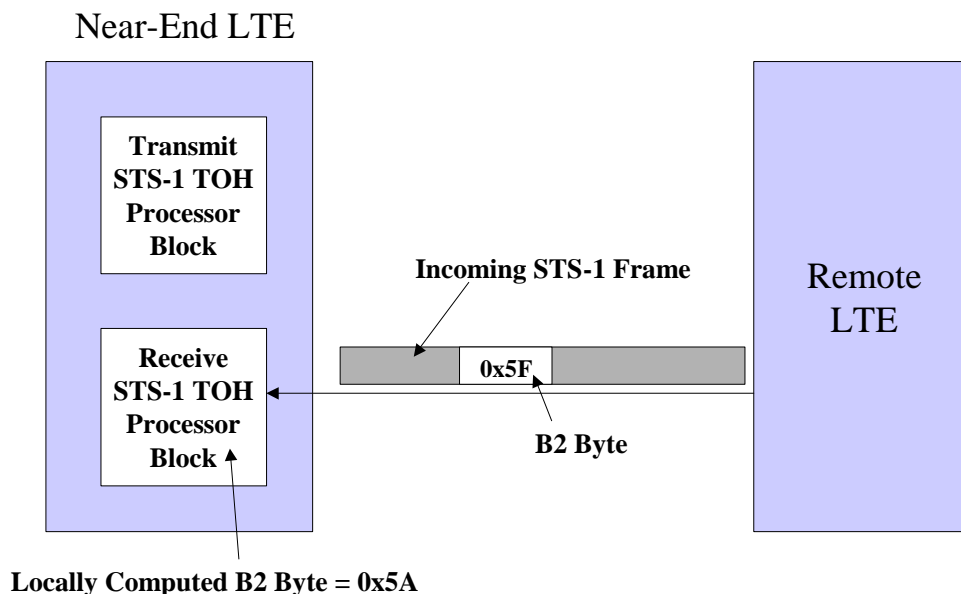 Near-End LTE
Transmit
STS-1 TOH
Processor
Block
Incoming STS-1 Frame
Remote
LTE
Receive
STS-1 TOH
Processor
Block
0x5F
B2 Byte
Locally Computed B2 Byte = 0x5A